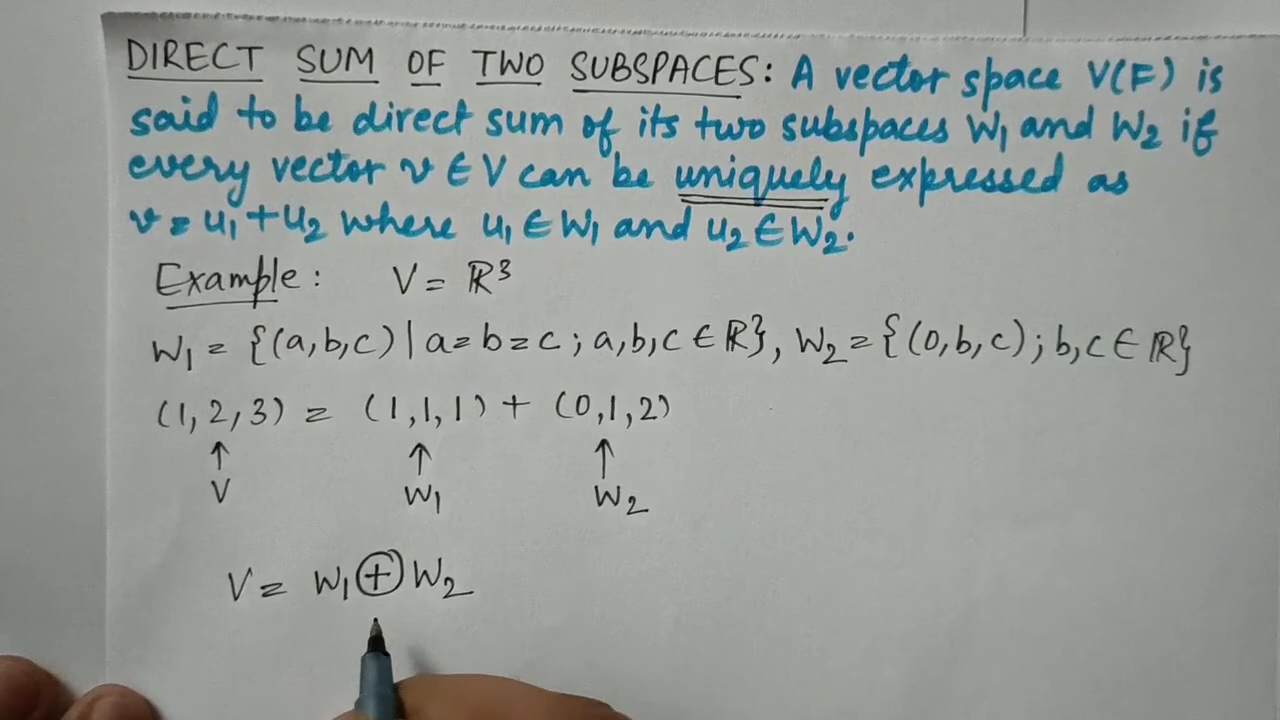 DIRECT SUM OF TWO SUBSPACES: A vector space V(F) is
said to be direct sum of its two subspaces W₁ and W₂ if
every vector v ∈ V can be uniquely expressed as
v = u₁ + u₂ where u₁ ∈ W₁ and u₂ ∈ W₂.
Example: V = ℝ³
W₁ = {(a,b,c) | a=b=c ; a,b,c ∈ ℝ}, W₂ = {(0,b,c) ; b,c ∈ ℝ}
(1,2,3) = (1,1,1) + (0,1,2)
↑ ↑ ↑
V W₁ W₂
V = W₁ ⊕ W₂